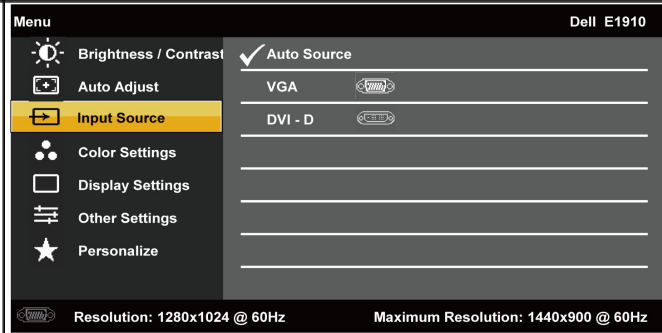 Menu Dell E1910
Brightness / Contrast Auto Source
Auto Adjust VGA
Input Source DVI - D
Color Settings
Display Settings
Other Settings
Personalize
Resolution: 1280x1024 @ 60Hz Maximum Resolution: 1440x900 @ 60Hz